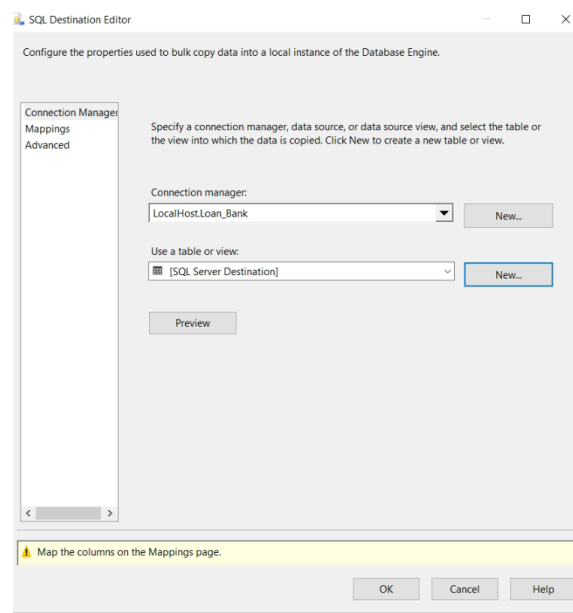 SQL Destination Editor
Configure the properties used to bulk copy data into a local instance of the Database Engine.
Connection Manager
Mappings
Advanced
Specify a connection manager, data source, or data source view, and select the table or
the view into which the data is copied. Click New to create a new table or view.
Connection manager:
LocalHost.Loan_Bank
New...
Use a table or view:
[SQL Server Destination]
New...
Preview
Map the columns on the Mappings page.
OK
Cancel
Help